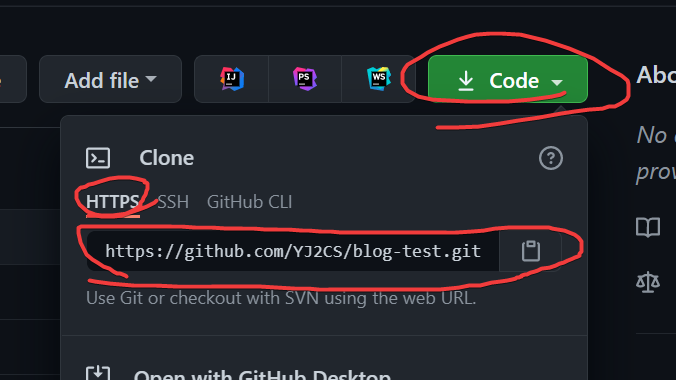 Add file
IJ
PS
WS
Code
Clone
HTTPS SSH GitHub CLI
https://github.com/YJ2CS/blog-test.git
Use Git or checkout with SVN using the web URL.
Open with GitHub Desktop
Abo
No
prov